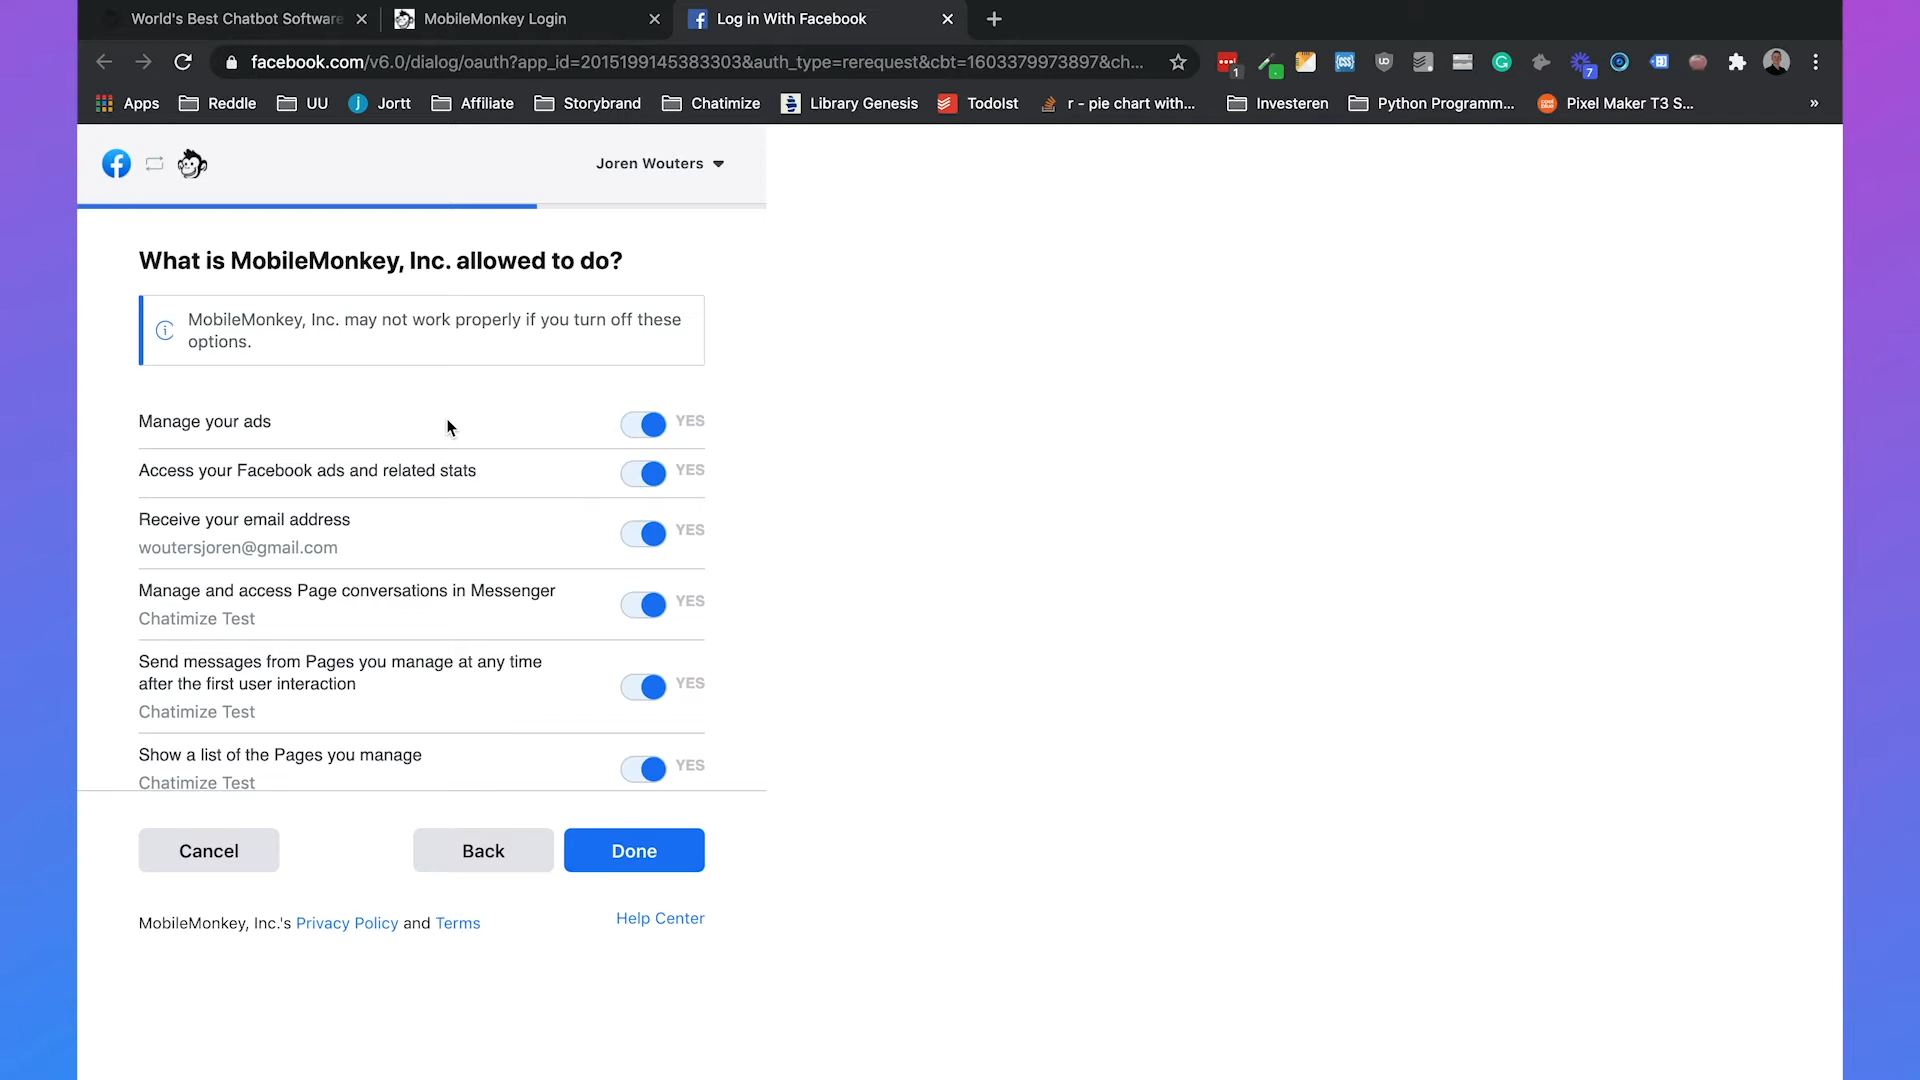 World's Best Chatbot Software
MobileMonkey Login
Log in With Facebook
facebook.com/v6.0/dialog/oauth?app_id=2015199145383303&auth_type=rerequest&cbt=1603379973897&ch...
1
7
Apps
Reddle
UU
Jortt
Affiliate
Storybrand
Chatimize
Library Genesis
TodoIst
r - pie chart with...
Investeren
Python Programm...
Pixel Maker T3 S...
»
Joren Wouters
What is MobileMonkey, Inc. allowed to do?
MobileMonkey, Inc. may not work properly if you turn off these
options.
Manage your ads
YES
Access your Facebook ads and related stats
YES
Receive your email address
woutersjoren@gmail.com
YES
Manage and access Page conversations in Messenger
Chatimize Test
YES
Send messages from Pages you manage at any time
after the first user interaction
Chatimize Test
YES
Show a list of the Pages you manage
Chatimize Test
YES
Cancel
Back
Done
MobileMonkey, Inc.'s Privacy Policy and Terms
Help Center